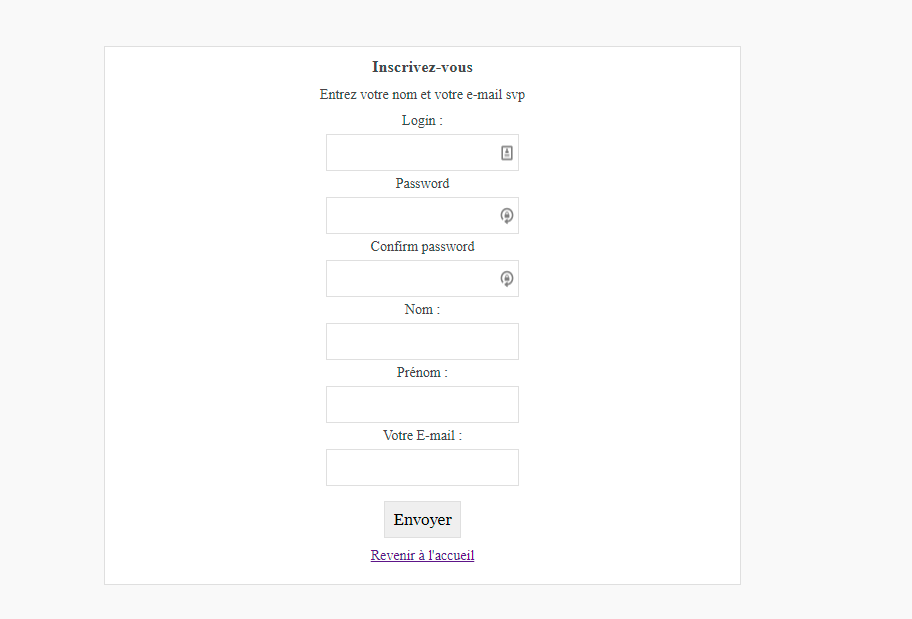 Inscrivez-vous
Entrez votre nom et votre e-mail svp
Login :
Password
Confirm password
Nom :
Prénom :
Votre E-mail :
Envoyer
Revenir à l'accueil